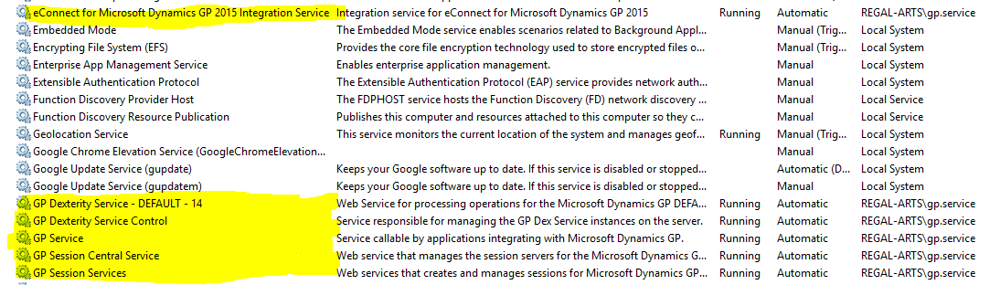 eConnect for Microsoft Dynamics GP 2015 Integration Service Integration service for eConnect for Microsoft Dynamics GP 2015 Running Automatic REGAL-ARTS\gp.service
Embedded Mode The Embedded Mode service enables scenarios related to Background Appl... Manual (Trig... Local System
Encrypting File System (EFS) Provides the core file encryption technology used to store encrypted files o... Manual (Trig... Local System
Enterprise App Management Service Enables enterprise application management. Manual Local System
Extensible Authentication Protocol The Extensible Authentication Protocol (EAP) service provides network auth... Manual Local System
Function Discovery Provider Host The FDPHOST service hosts the Function Discovery (FD) network discovery ... Manual Local Service
Function Discovery Resource Publication Publishes this computer and resources attached to this computer so they c... Manual Local Service
Geolocation Service This service monitors the current location of the system and manages geof... Running Manual (Trig... Local System
Google Chrome Elevation Service (GoogleChromeElevation... Manual Local System
Google Update Service (gupdate) Keeps your Google software up to date. If this service is disabled or stopped... Automatic (D... Local System
Google Update Service (gupdatem) Keeps your Google software up to date. If this service is disabled or stopped... Manual Local System
GP Dexterity Service - DEFAULT - 14 Web Service for processing operations for the Microsoft Dynamics GP DEFA... Running Automatic REGAL-ARTS\gp.service
GP Dexterity Service Control Service responsible for managing the GP Dex Service instances on the server. Running Automatic REGAL-ARTS\gp.service
GP Service Service callable by applications integrating with Microsoft Dynamics GP. Running Automatic REGAL-ARTS\gp.service
GP Session Central Service Web service that manages the session servers for the Microsoft Dynamics G... Running Automatic REGAL-ARTS\gp.service
GP Session Services Web services that creates and manages sessions for Microsoft Dynamics GP... Running Automatic REGAL-ARTS\gp.service